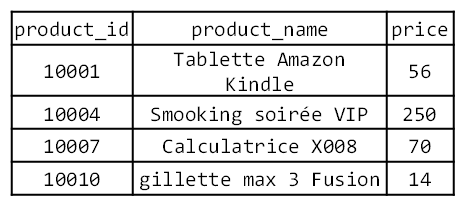 product_id product_name price
10001 Tablette Amazon Kindle 56
10004 Smooking soirée VIP 250
10007 Calculatrice X008 70
10010 gillette max 3 Fusion 14